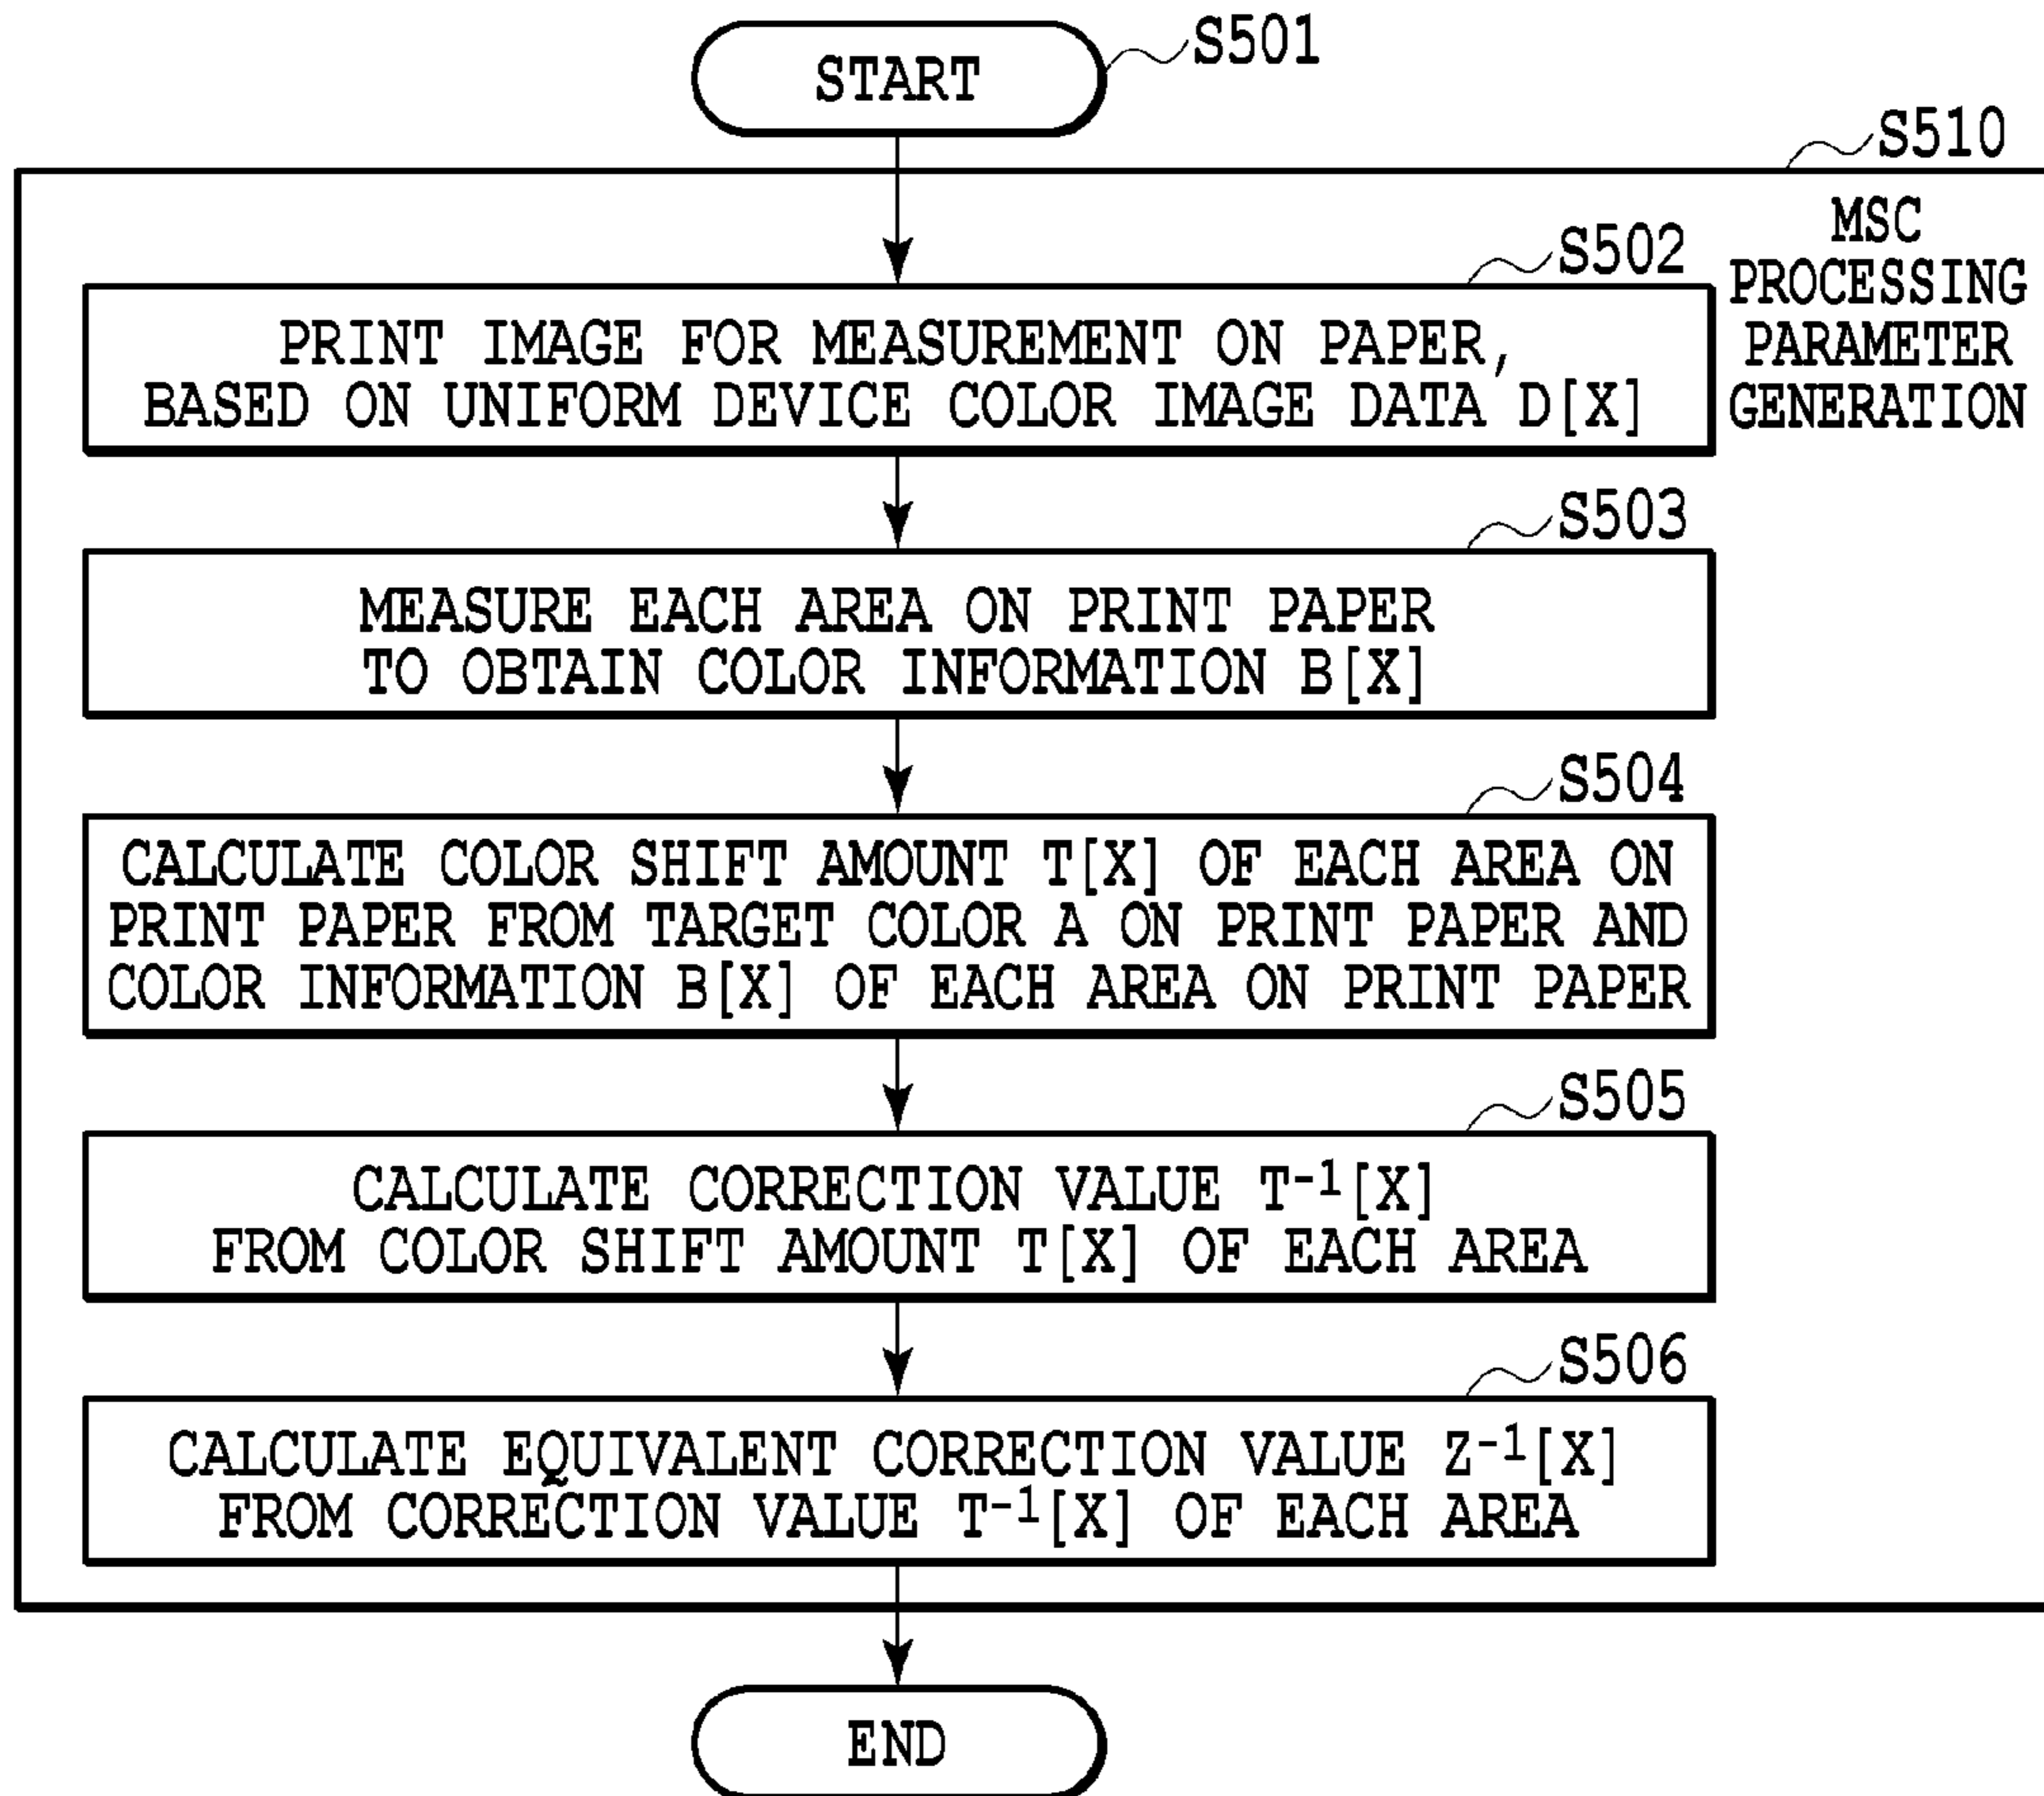 START
S501
S510
MSC
PROCESSING
PARAMETER
GENERATION
S502
PRINT IMAGE FOR MEASUREMENT ON PAPER,
BASED ON UNIFORM DEVICE COLOR IMAGE DATA D[X]
S503
MEASURE EACH AREA ON PRINT PAPER
TO OBTAIN COLOR INFORMATION B[X]
S504
CALCULATE COLOR SHIFT AMOUNT T[X] OF EACH AREA ON
PRINT PAPER FROM TARGET COLOR A ON PRINT PAPER AND
COLOR INFORMATION B[X] OF EACH AREA ON PRINT PAPER
S505
CALCULATE CORRECTION VALUE T⁻¹[X]
FROM COLOR SHIFT AMOUNT T[X] OF EACH AREA
S506
CALCULATE EQUIVALENT CORRECTION VALUE Z⁻¹[X]
FROM CORRECTION VALUE T⁻¹[X] OF EACH AREA
END